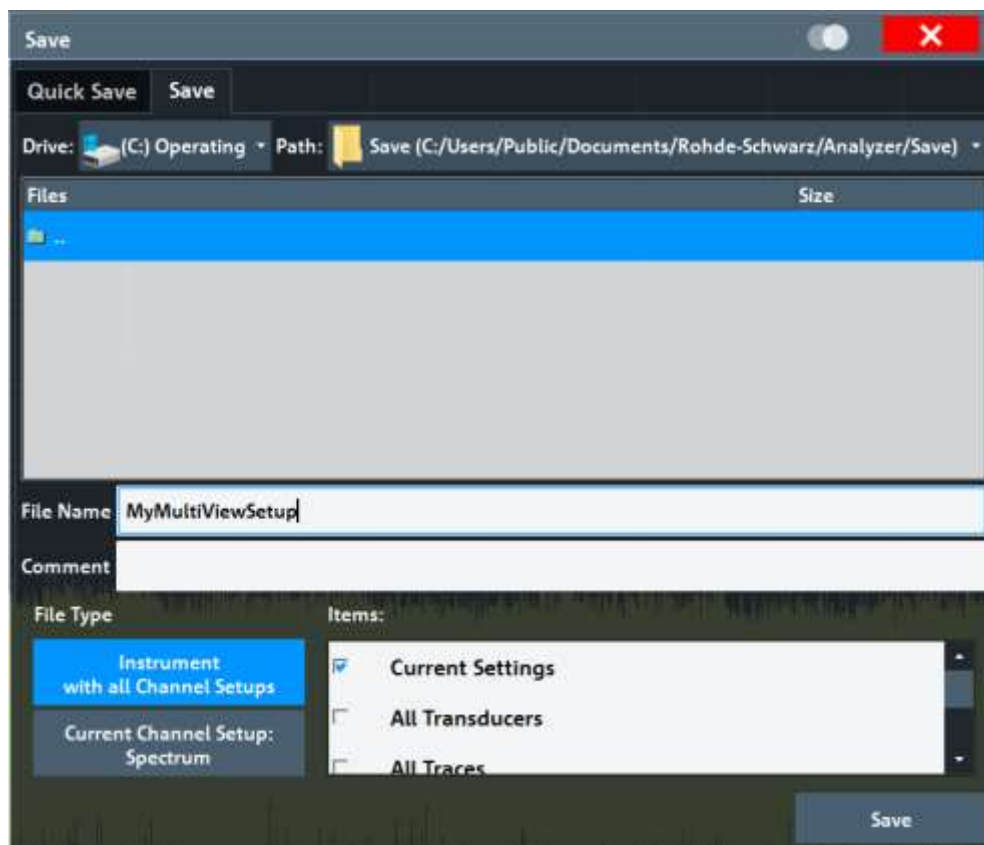 Save
Quick Save Save
Drive: (C:) Operating Path: Save (C:/Users/Public/Documents/Rohde-Schwarz/Analyzer/Save)
Files Size
..
File Name MyMultiViewSetup
Comment
File Type Items:
Instrument
with all Channel Setups
Current Channel Setup:
Spectrum
Current Settings
All Transducers
All Traces
Save